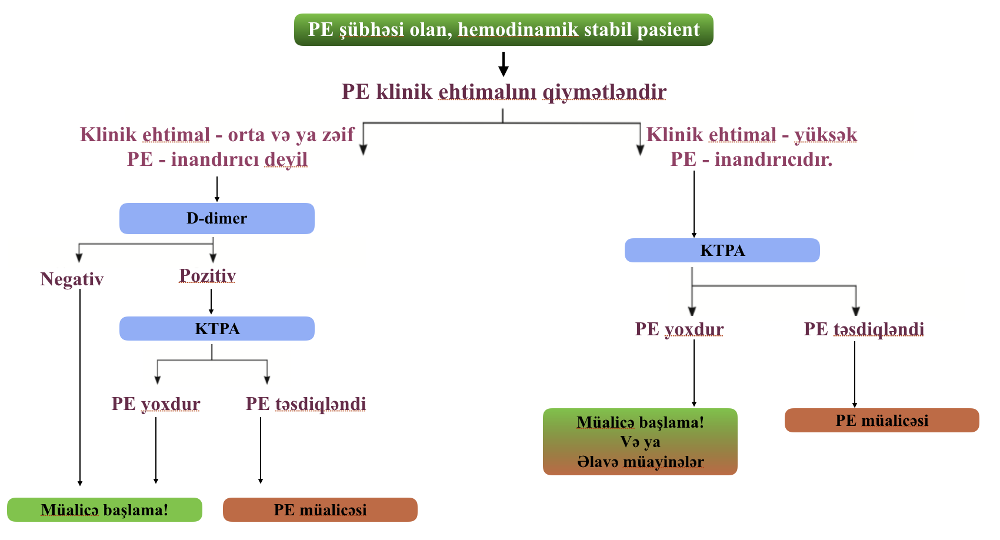 PE şübhəsi olan, hemodinamik stabil pasient
PE klinik ehtimalını qiymətləndir
Klinik ehtimal - orta və ya zəif
PE - inandırıcı deyil
Klinik ehtimal - yüksək
PE - inandırıcıdır.
D-dimer
Negativ
Pozitiv
KTPA
PE yoxdur
PE təsdiqləndi
Müalicə başlama!
PE müalicəsi
KTPA
PE yoxdur
PE təsdiqləndi
Müalicə başlama!
Və ya
Əlavə müayinələr
PE müalicəsi